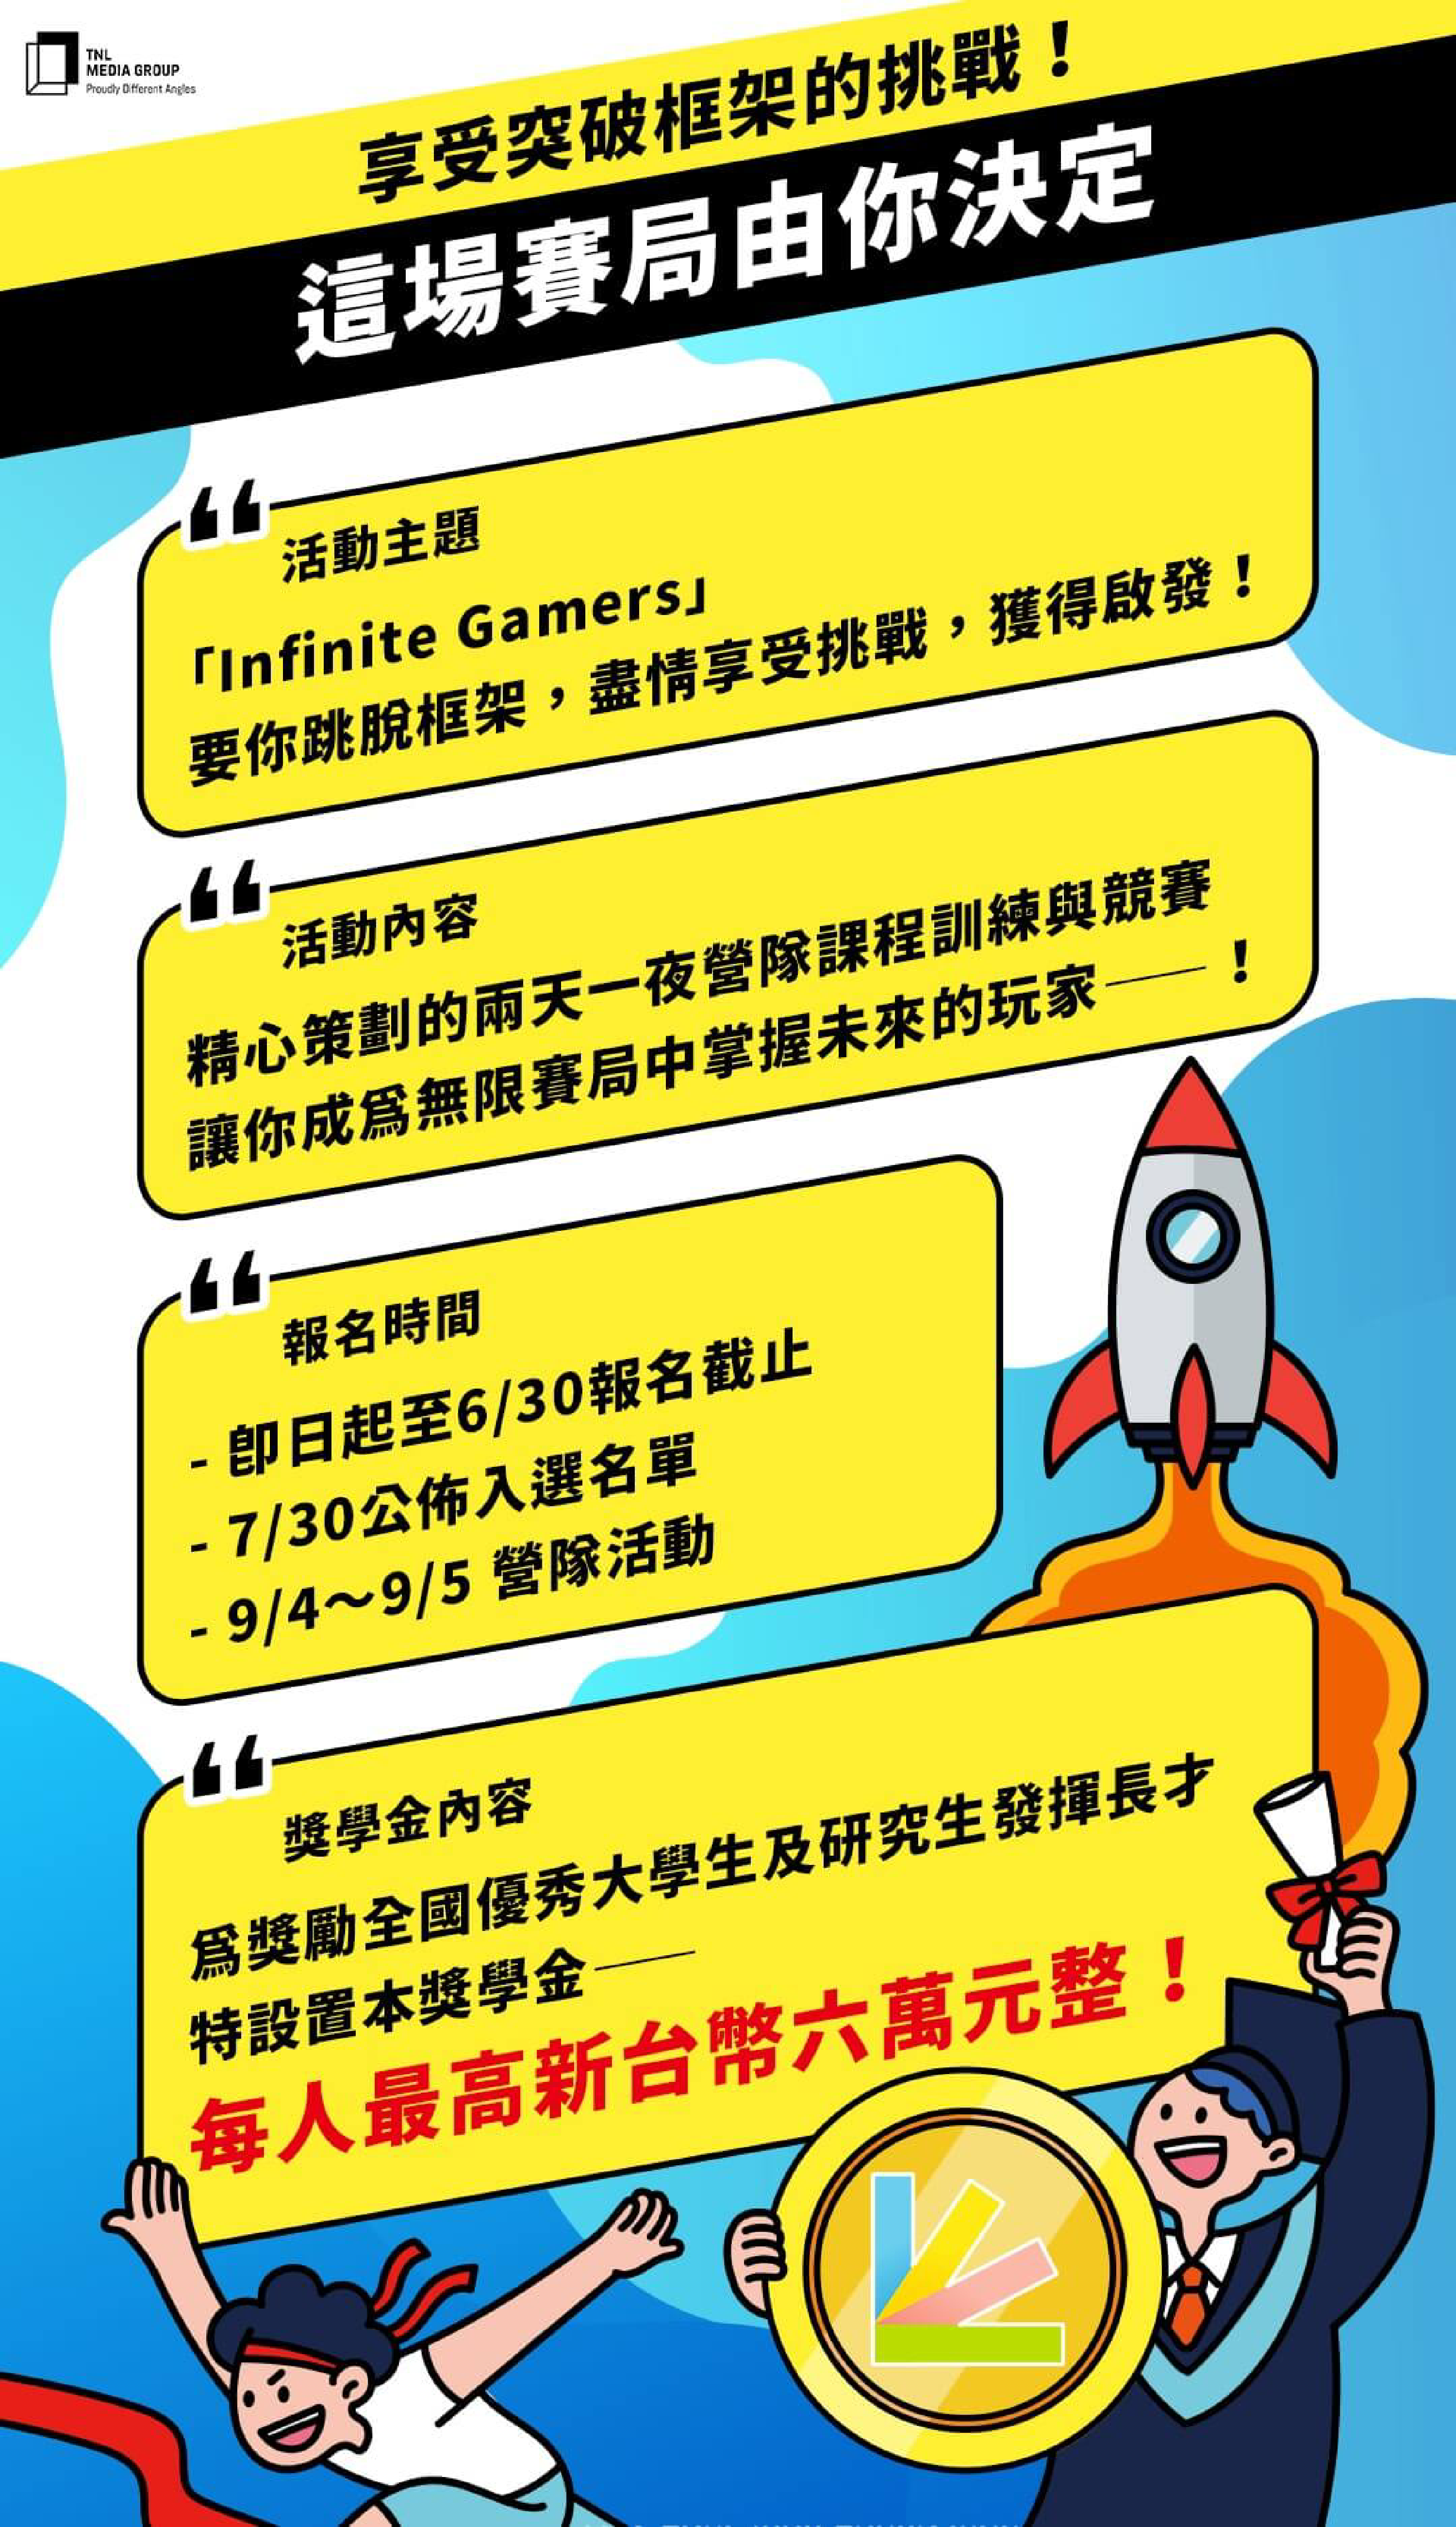 TNL
MEDIA GROUP
Proudly Different Angles
享受突破框架的挑戰！
這場賽局由你決定
活動主題
「Infinite Gamers」
要你跳脫框架，盡情享受挑戰，獲得啟發！
活動內容
精心策劃的兩天一夜營隊課程訓練與競賽
讓你成為無限賽局中掌握未來的玩家——！
報名時間
- 即日起至6/30報名截止
- 7/30公佈入選名單
- 9/4～9/5 營隊活動
獎學金內容
為獎勵全國優秀大學生及研究生發揮長才
特設置本獎學金——
每人最高新台幣六萬元整！